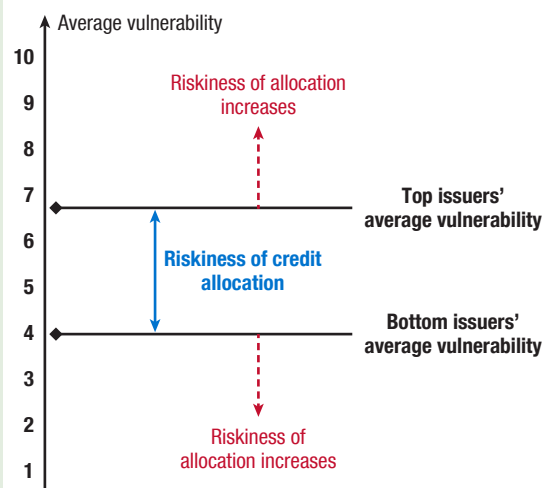 Average vulnerability
10
Riskiness of allocation
increases
9
8
7
Top issuers'
average vulnerability
6
Riskiness of credit
allocation
5
Bottom issuers'
average vulnerability
4
3
2
Riskiness of
allocation increases
1